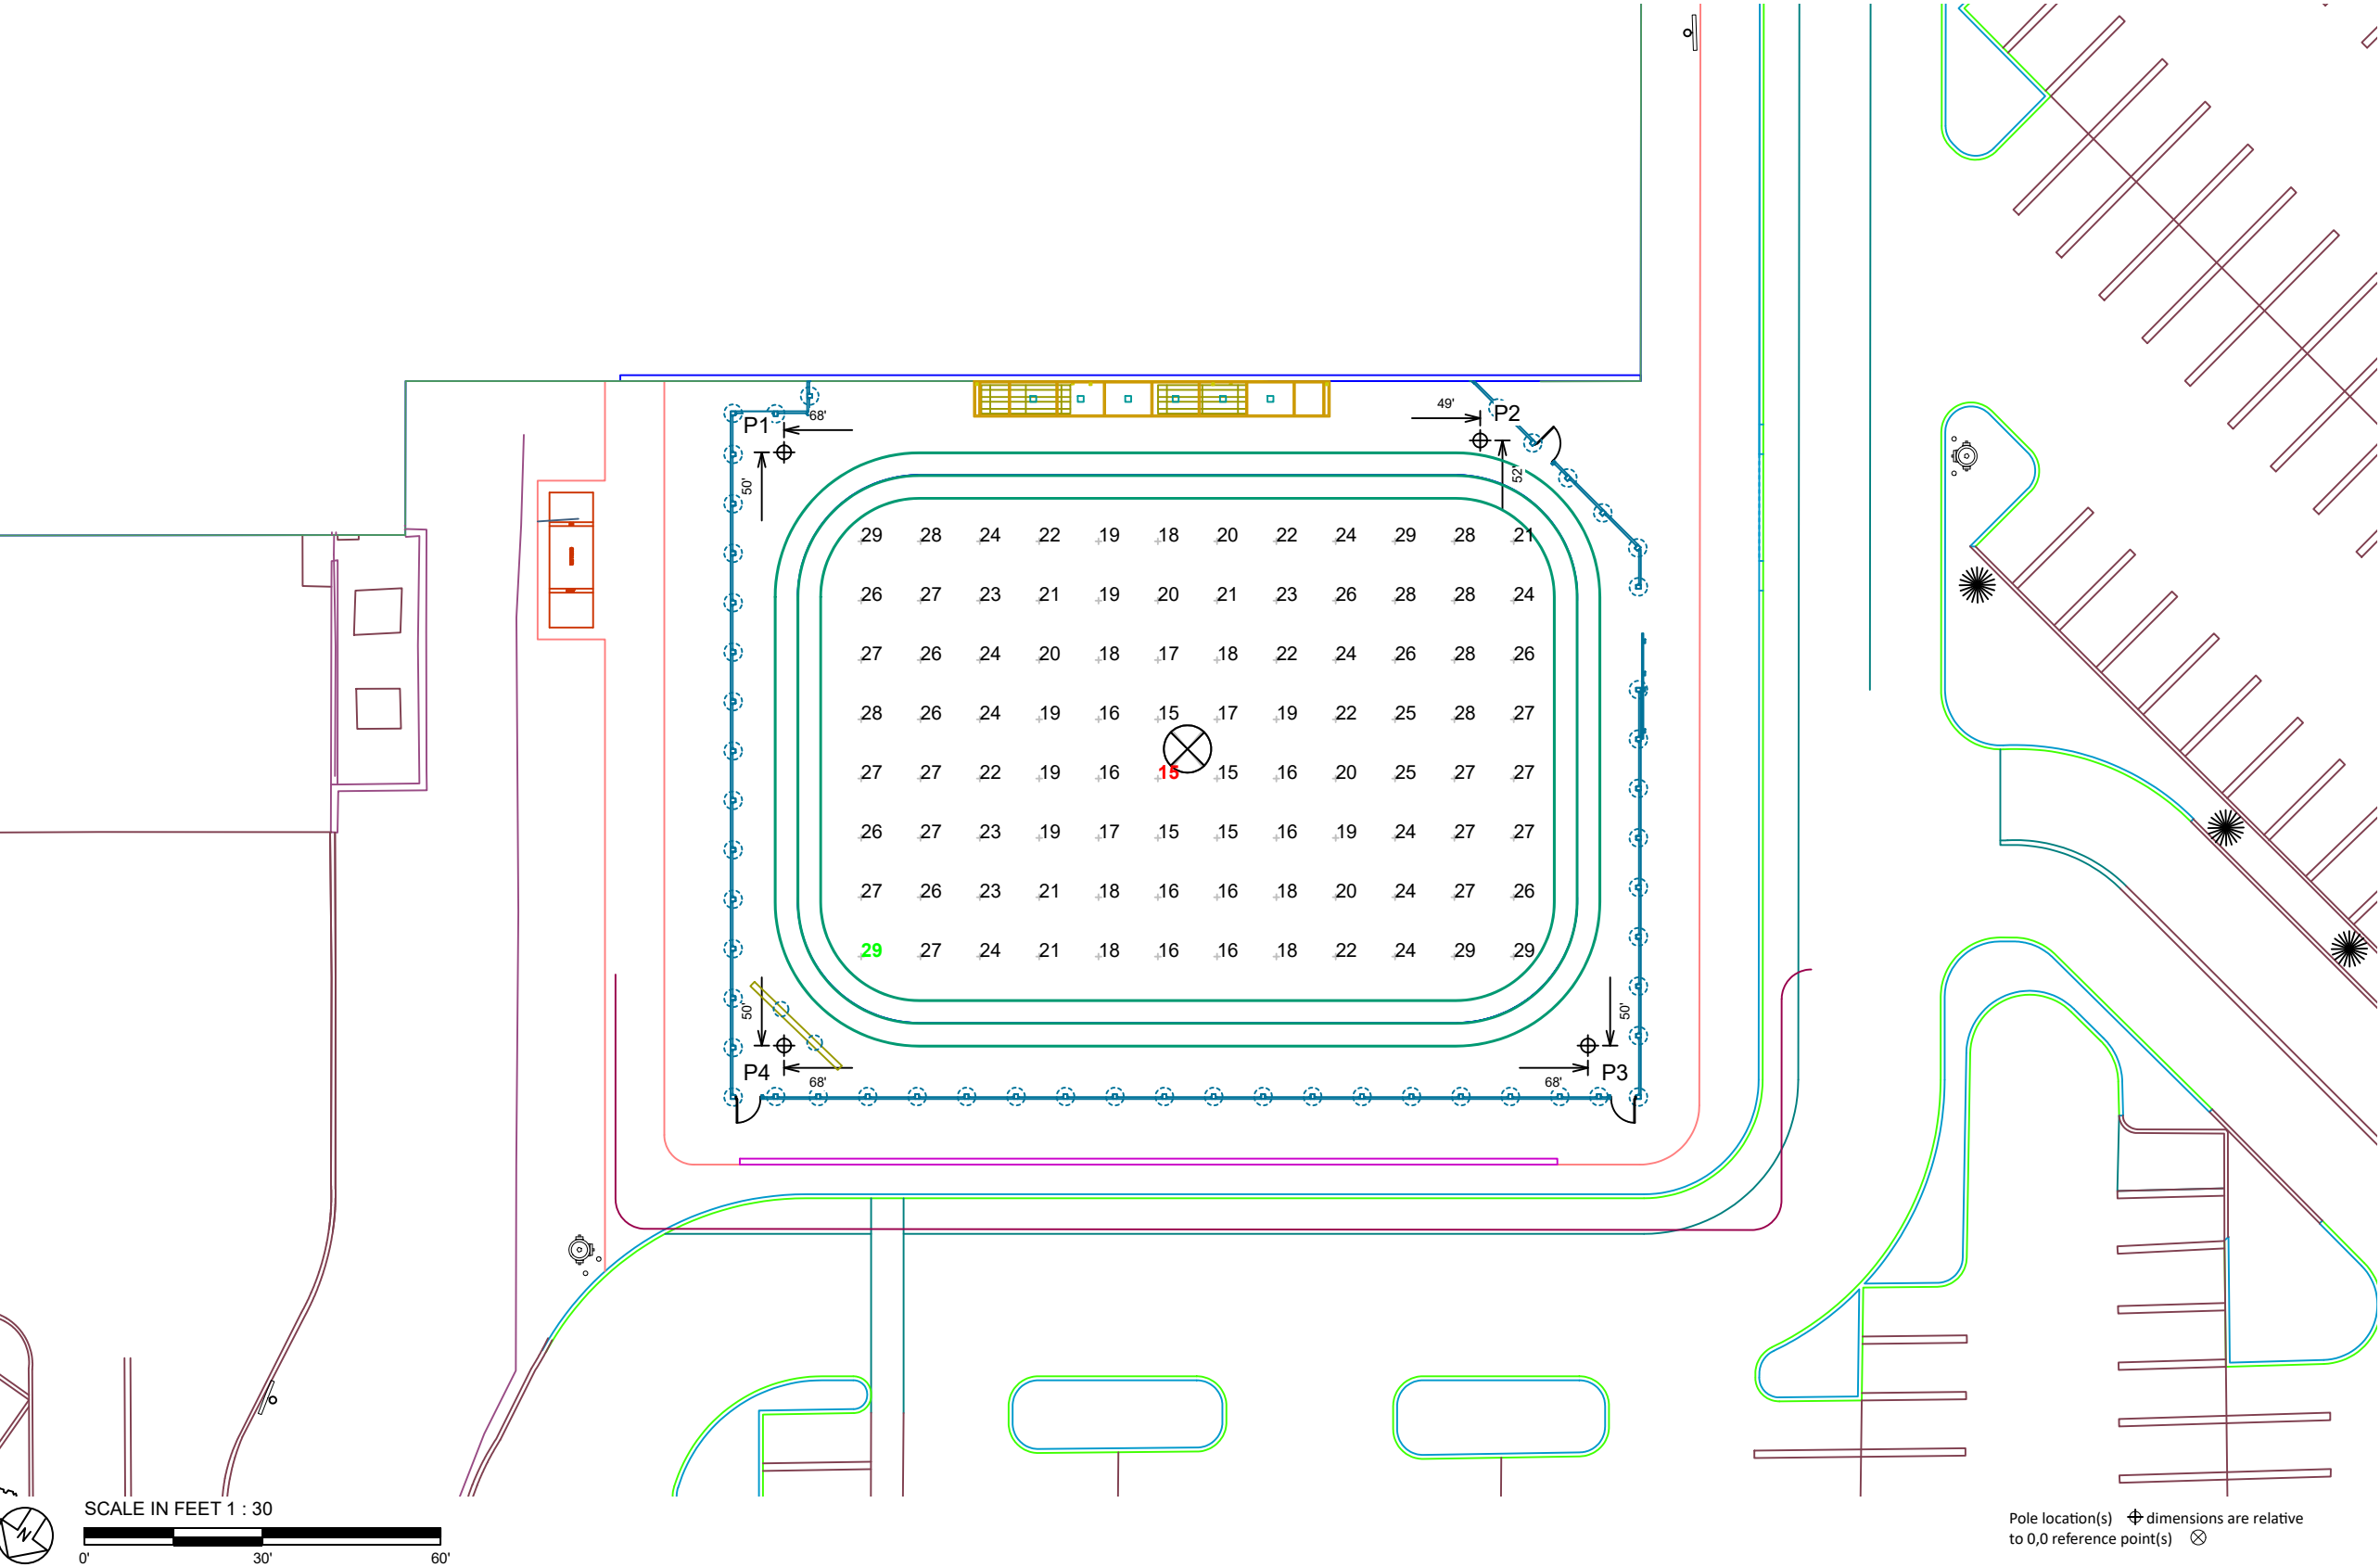 49'
P2
68'
P1
52'
50'
29 28 24 22 19 18 20 22 24 29 28 21
26 27 23 21 19 20 21 23 26 28 28 24
27 26 24 20 18 17 18 22 24 26 28 26
28 26 24 19 16 15 17 19 22 25 28 27
27 27 22 19 16 15 15 16 20 25 27 27
26 27 23 19 17 15 15 16 19 24 27 27
27 26 23 21 18 16 16 18 20 24 27 26
29 27 24 21 18 16 16 18 22 24 29 29
50'
50'
P4
P3
68'
68'
N
SCALE IN FEET 1 : 30
0' 30' 60'
Pole location(s) dimensions are relative
to 0,0 reference point(s)